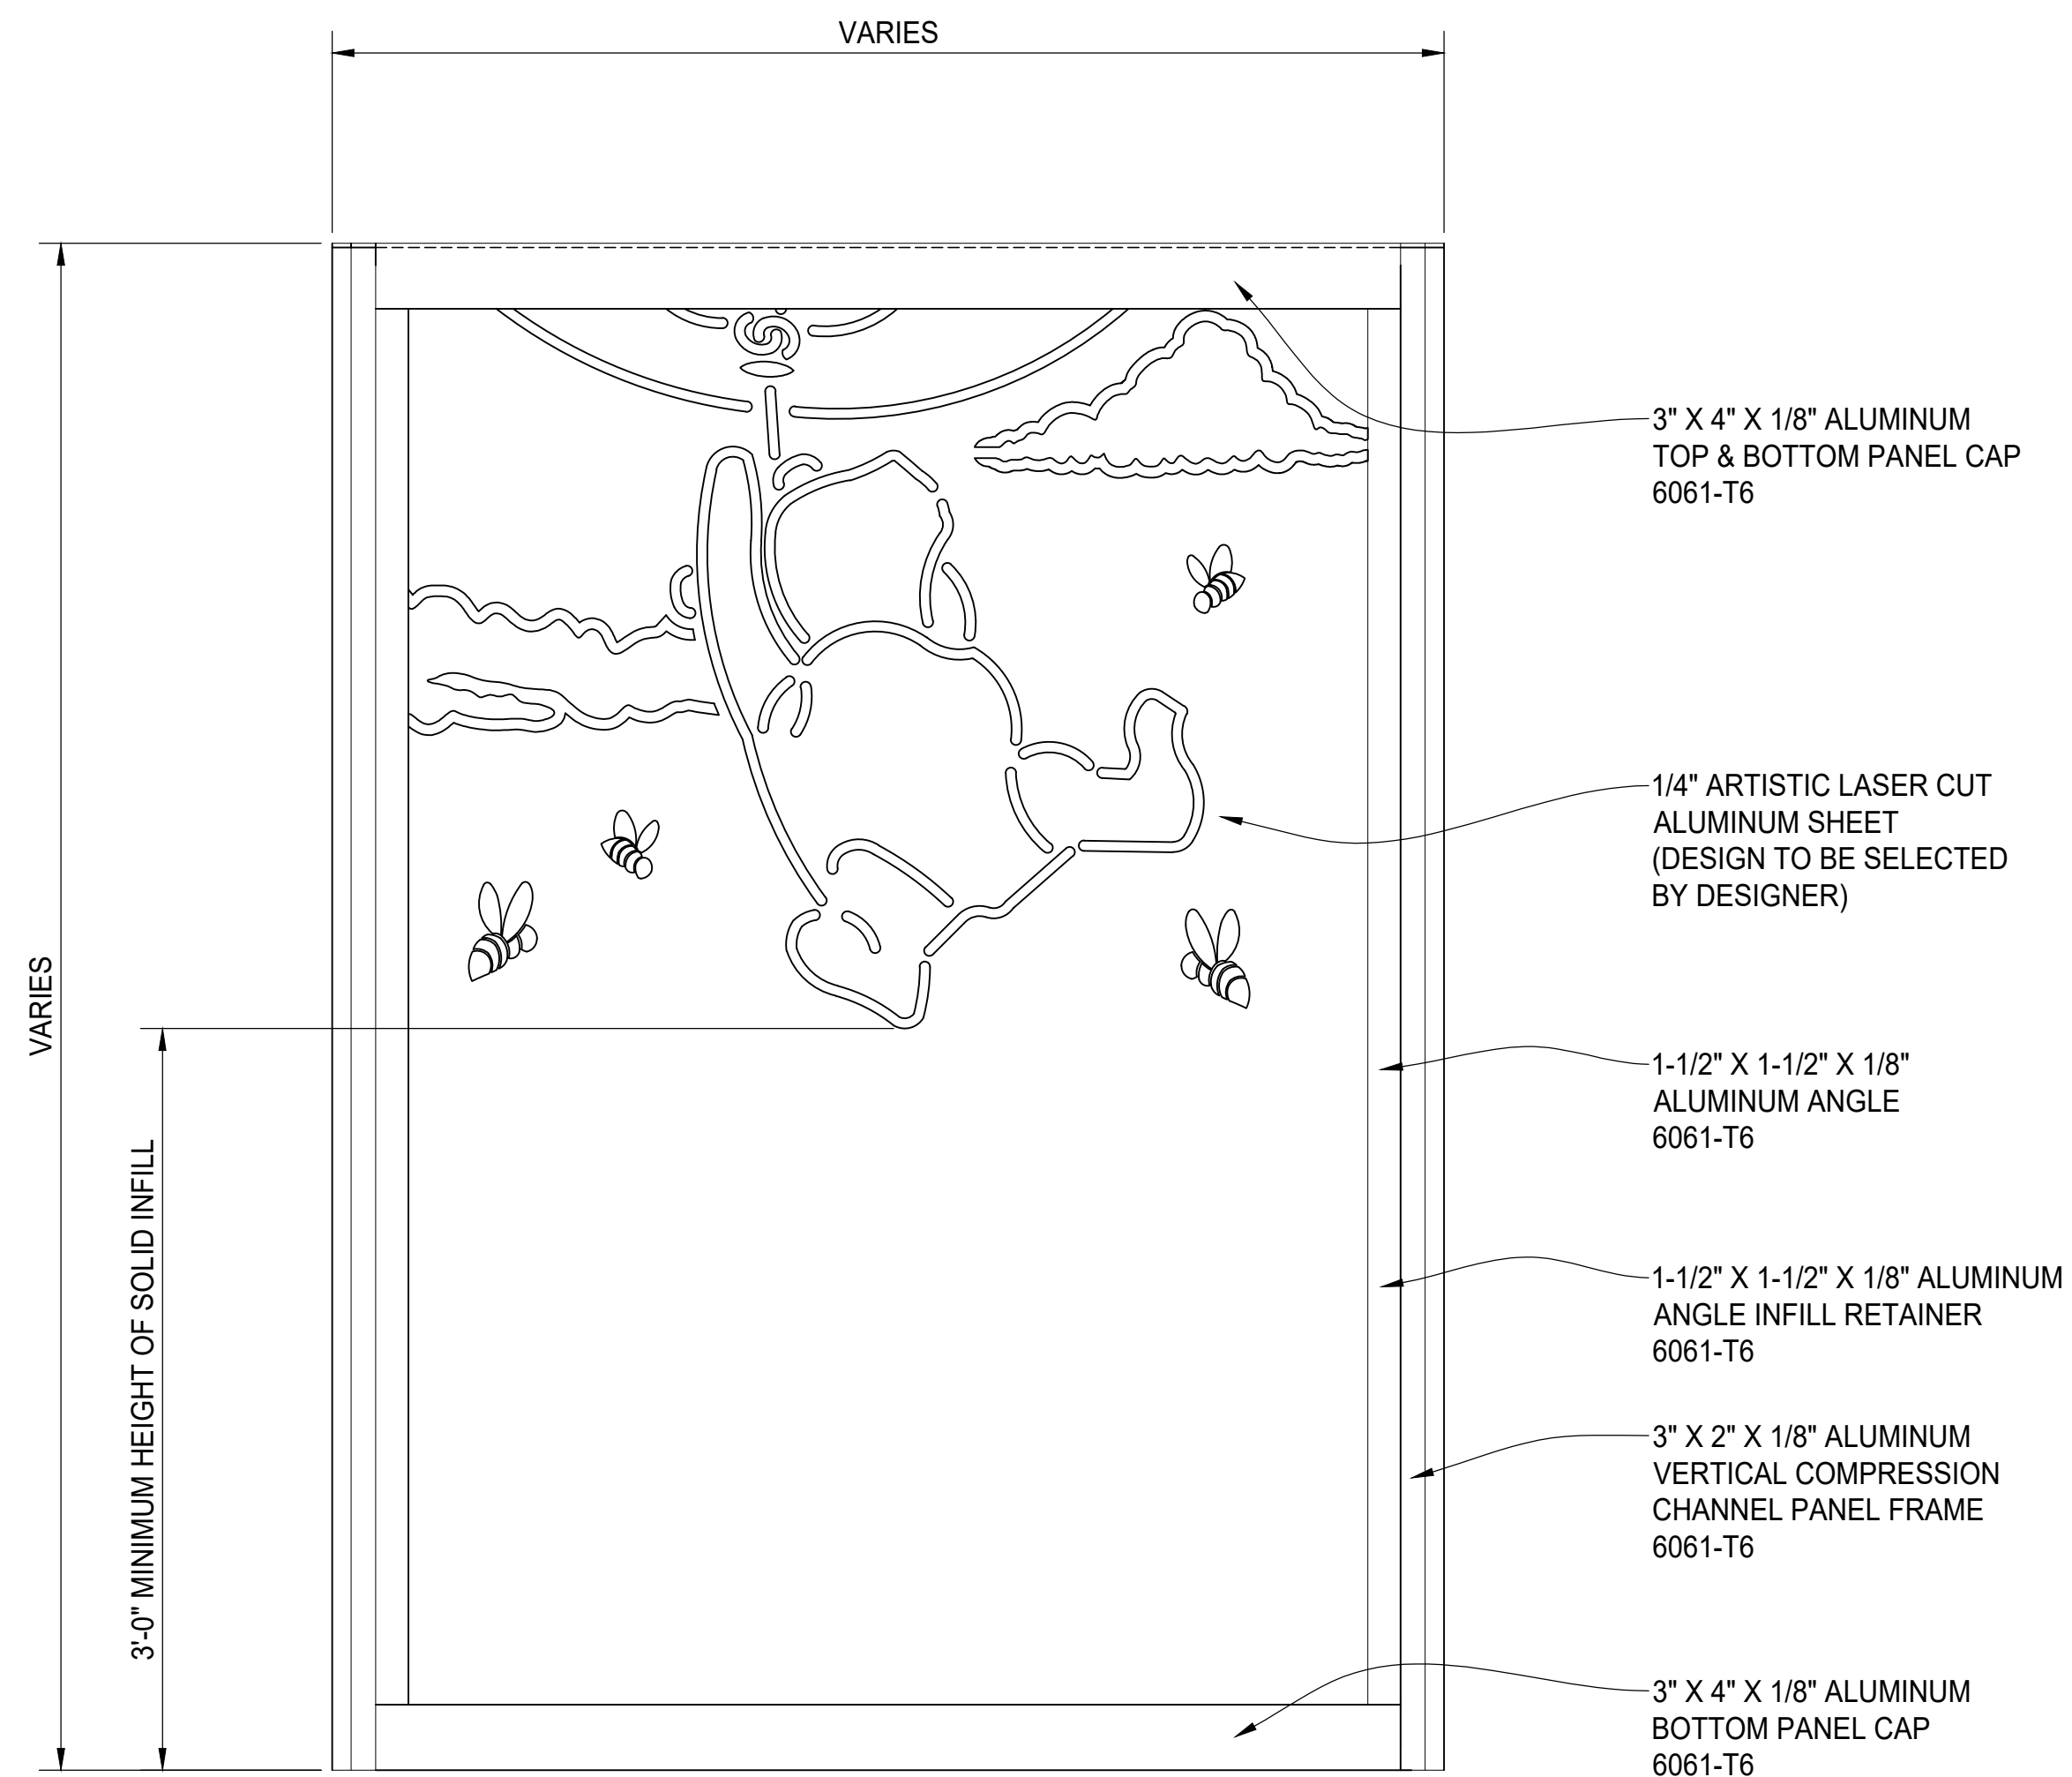 VARIES
3" X 4" X 1/8" ALUMINUM
TOP & BOTTOM PANEL CAP
6061-T6
1/4" ARTISTIC LASER CUT
ALUMINUM SHEET
(DESIGN TO BE SELECTED
BY DESIGNER)
VARIES
1-1/2" X 1-1/2" X 1/8"
ALUMINUM ANGLE
6061-T6
3'-0" MINIMUM HEIGHT OF SOLID INFILL
1-1/2" X 1-1/2" X 1/8" ALUMINUM
ANGLE INFILL RETAINER
6061-T6
3" X 2" X 1/8" ALUMINUM
VERTICAL COMPRESSION
CHANNEL PANEL FRAME
6061-T6
3" X 4" X 1/8" ALUMINUM
BOTTOM PANEL CAP
6061-T6